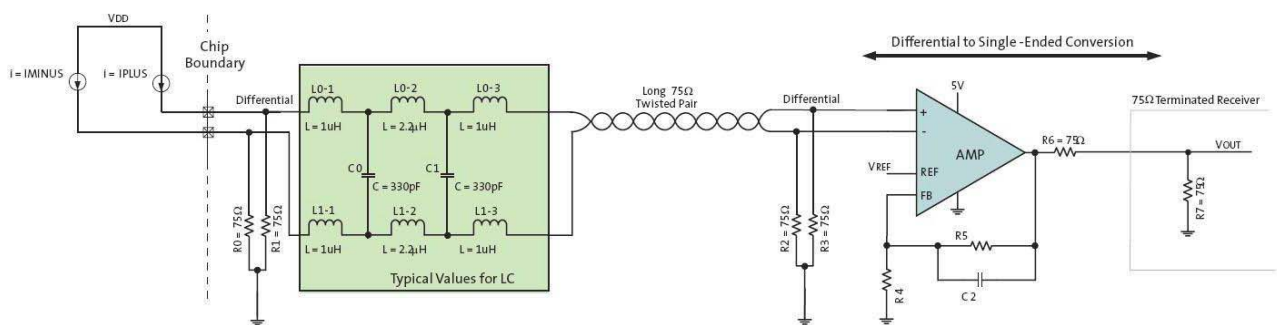 VDD
i = IMINUS
i = IPLUS
Chip
Boundary
Differential
R0 = 75Ω
R1 = 75Ω
L0-1
L = 1uH
L0-2
L = 2.2µH
L0-3
L = 1uH
C0
C = 330pF
C1
C = 330pF
L1-1
L = 1uH
L1-2
L = 2.2µH
L1-3
L = 1uH
Typical Values for LC
Long 75Ω
Twisted Pair
Differential
R2 = 75Ω
R3 = 75Ω
Differential to Single -Ended Conversion
5V
+
-
AMP
VREF
REF
FB
R4
R5
C2
R6 = 75Ω
75Ω Terminated Receiver
VOUT
R7 = 75Ω